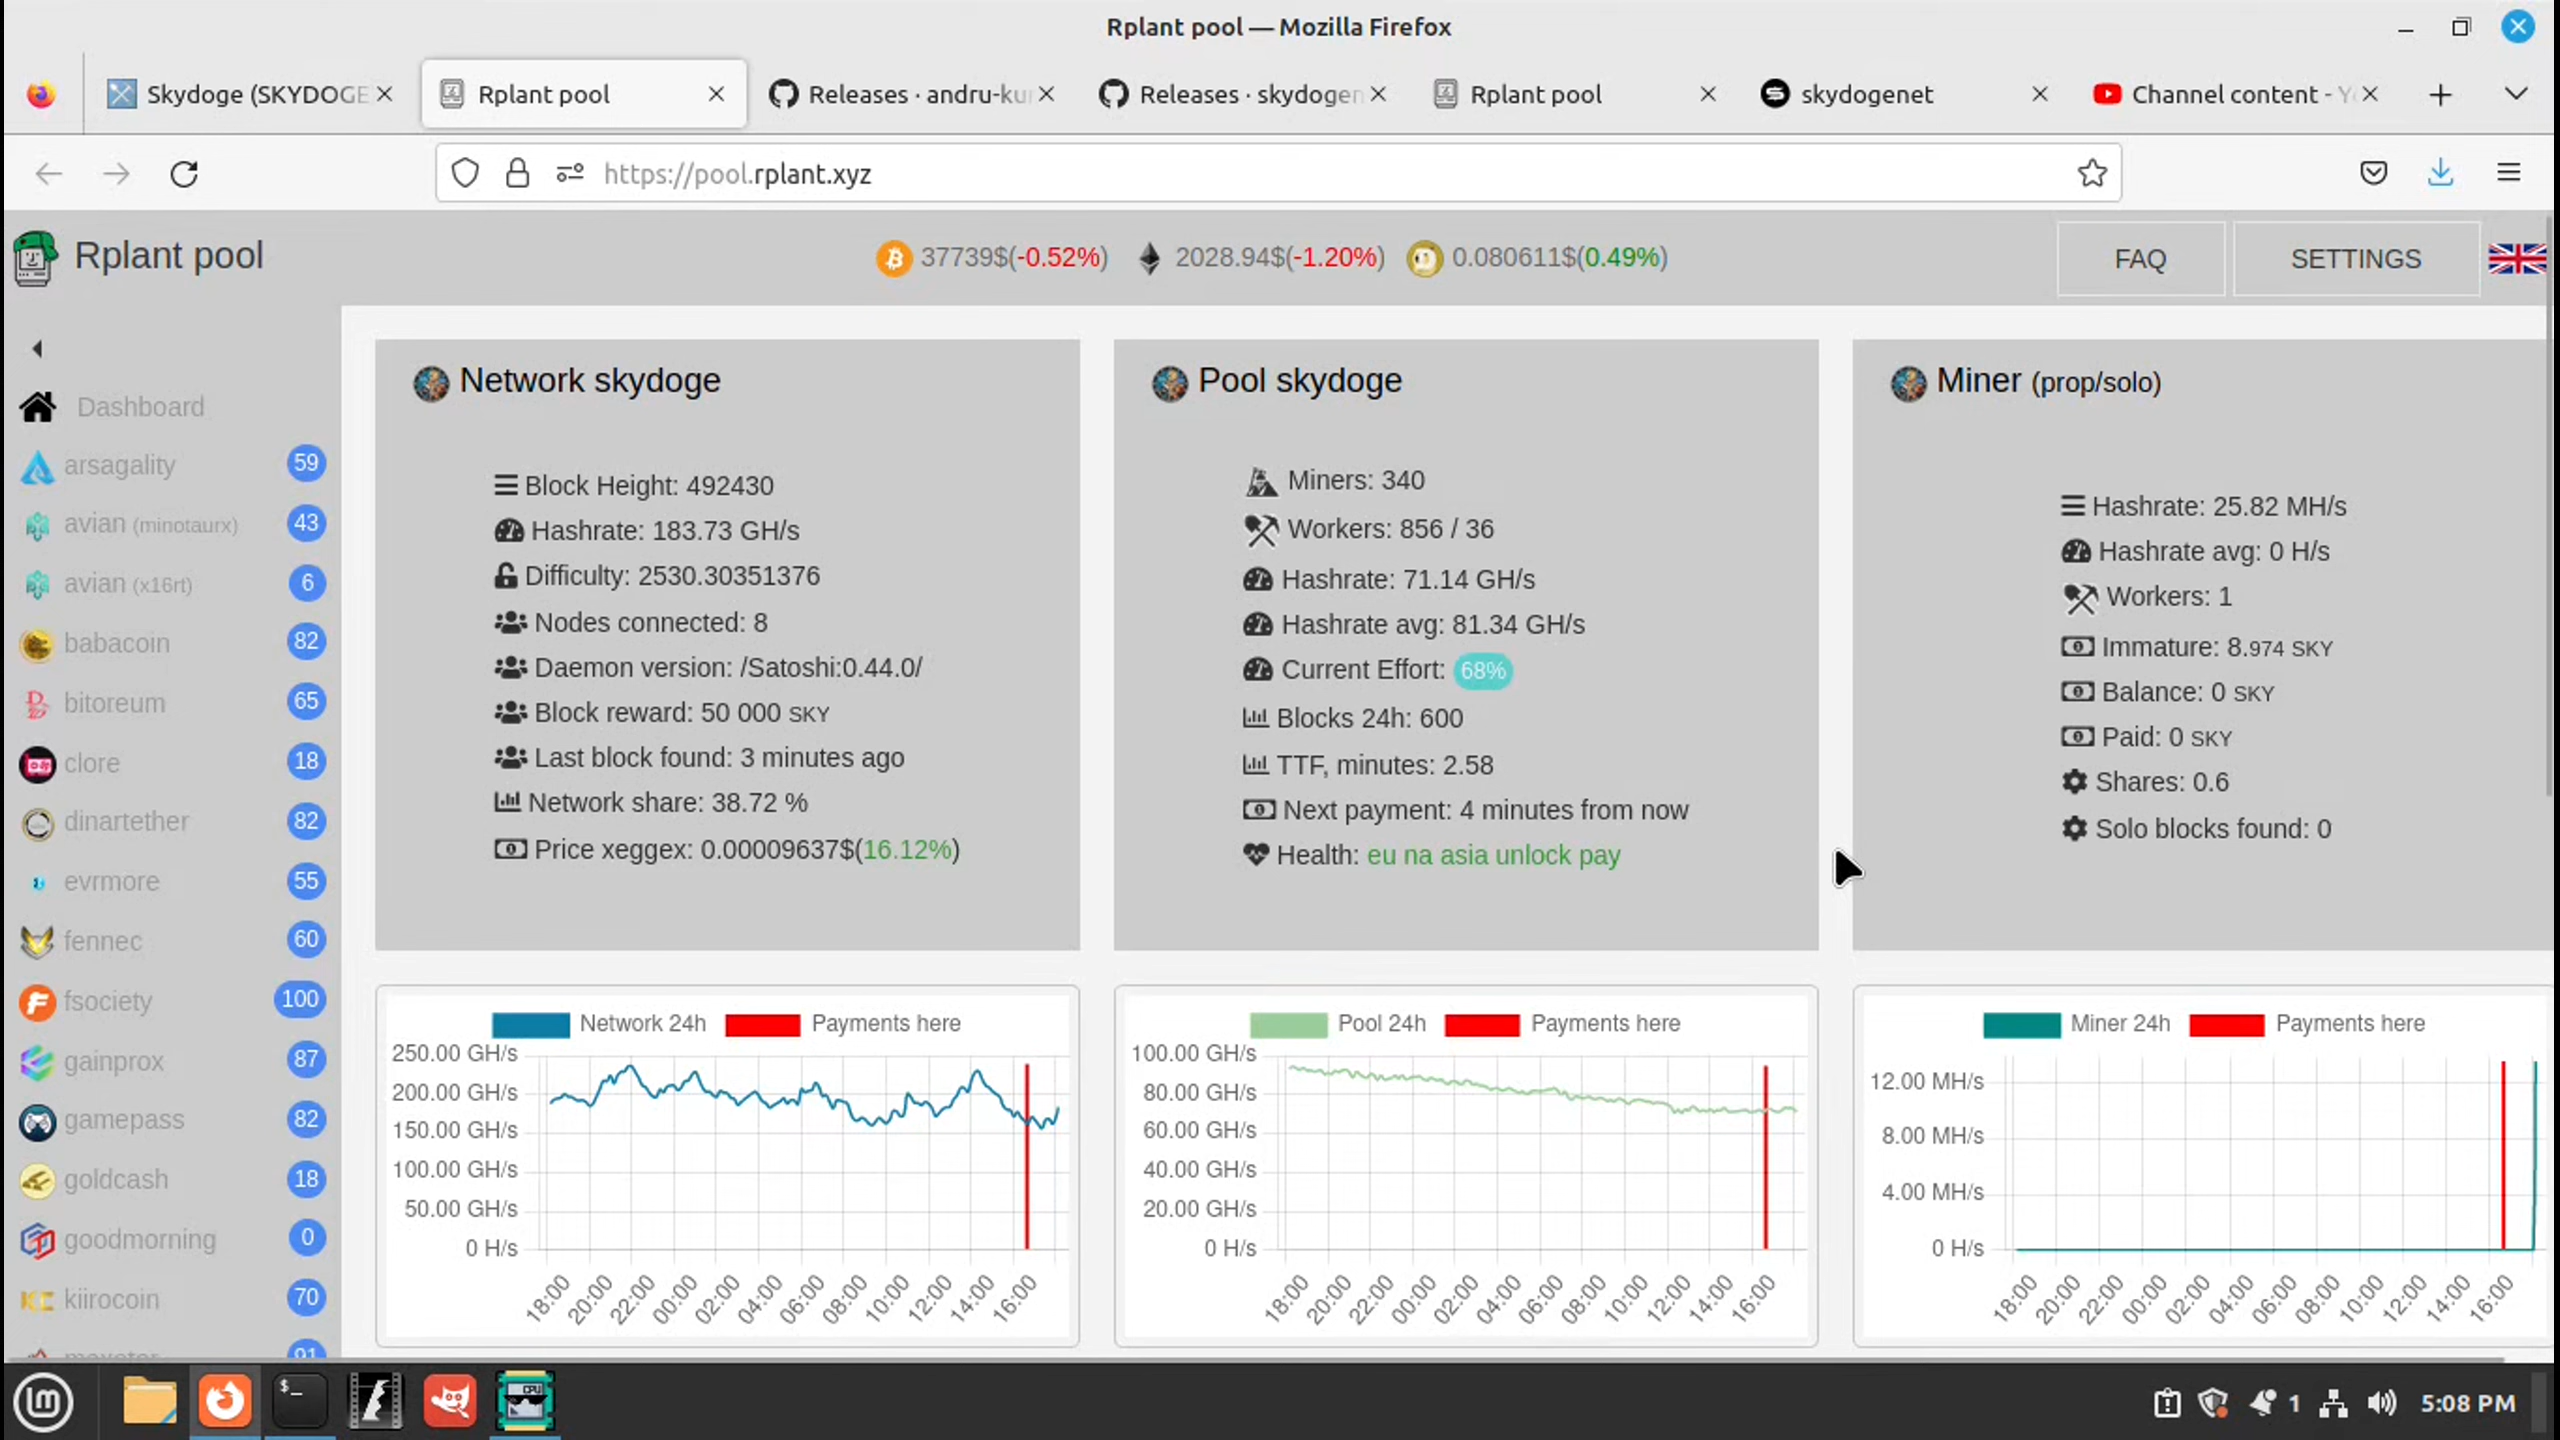 Rplant pool — Mozilla Firefox
Skydoge (SKYDOGE
Rplant pool
Releases · andru-ku
Releases · skydogen
Rplant pool
skydogenet
Channel content - Y
https://pool.rplant.xyz
Rplant pool
37739$(-0.52%)
2028.94$(-1.20%)
0.080611$(0.49%)
FAQ
SETTINGS
Dashboard
arsagality 59
avian (minotaurx) 43
avian (x16rt) 6
babacoin 82
bitoreum 65
clore 18
dinartether 82
evrmore 55
fennec 60
fsociety 100
gainprox 87
gamepass 82
goldcash 18
goodmorning 0
kiirocoin 70
91
Network skydoge
Block Height: 492430
Hashrate: 183.73 GH/s
Difficulty: 2530.30351376
Nodes connected: 8
Daemon version: /Satoshi:0.44.0/
Block reward: 50 000 SKY
Last block found: 3 minutes ago
Network share: 38.72 %
Price xeggex: 0.00009637$(16.12%)
Pool skydoge
Miners: 340
Workers: 856 / 36
Hashrate: 71.14 GH/s
Hashrate avg: 81.34 GH/s
Current Effort: 68%
Blocks 24h: 600
TTF, minutes: 2.58
Next payment: 4 minutes from now
Health: eu na asia unlock pay
Miner (prop/solo)
Hashrate: 25.82 MH/s
Hashrate avg: 0 H/s
Workers: 1
Immature: 8.974 SKY
Balance: 0 SKY
Paid: 0 SKY
Shares: 0.6
Solo blocks found: 0
Network 24h Payments here
250.00 GH/s
200.00 GH/s
150.00 GH/s
100.00 GH/s
50.00 GH/s
0 H/s
18:00 20:00 22:00 00:00 02:00 04:00 06:00 08:00 10:00 12:00 14:00 16:00
Pool 24h Payments here
100.00 GH/s
80.00 GH/s
60.00 GH/s
40.00 GH/s
20.00 GH/s
0 H/s
18:00 20:00 22:00 00:00 02:00 04:00 06:00 08:00 10:00 12:00 14:00 16:00
Miner 24h Payments here
12.00 MH/s
8.00 MH/s
4.00 MH/s
0 H/s
18:00 20:00 22:00 00:00 02:00 04:00 06:00 08:00 10:00 12:00 14:00 16:00
$_
CPU
1
5:08 PM